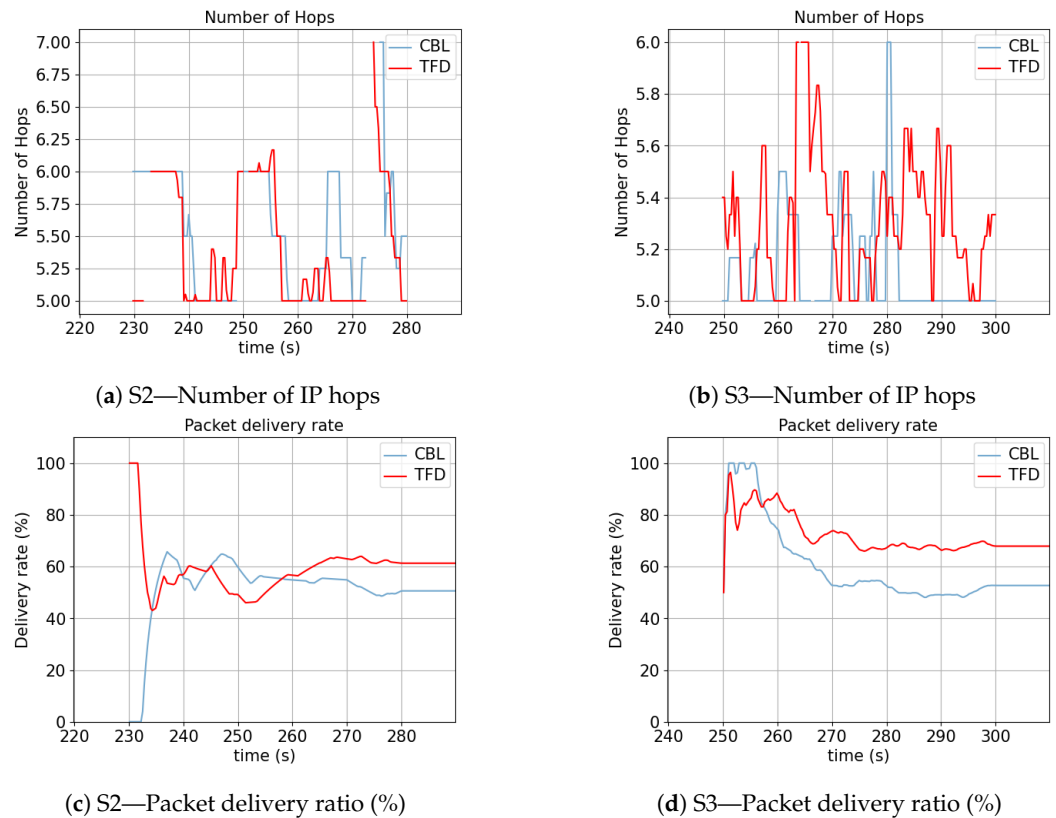 Number of Hops
7.00
6.75
6.50
6.25
6.00
5.75
5.50
5.25
5.00
Number of Hops
CBL
TFD
220 230 240 250 260 270 280
time (s)
(a) S2—Number of IP hops
Number of Hops
6.0
5.8
5.6
5.4
5.2
5.0
Number of Hops
CBL
TFD
240 250 260 270 280 290 300
time (s)
(b) S3—Number of IP hops
Packet delivery rate
100
80
60
40
20
0
Delivery rate (%)
CBL
TFD
220 230 240 250 260 270 280
time (s)
(c) S2—Packet delivery ratio (%)
Packet delivery rate
100
80
60
40
20
0
Delivery rate (%)
CBL
TFD
240 250 260 270 280 290 300
time (s)
(d) S3—Packet delivery ratio (%)